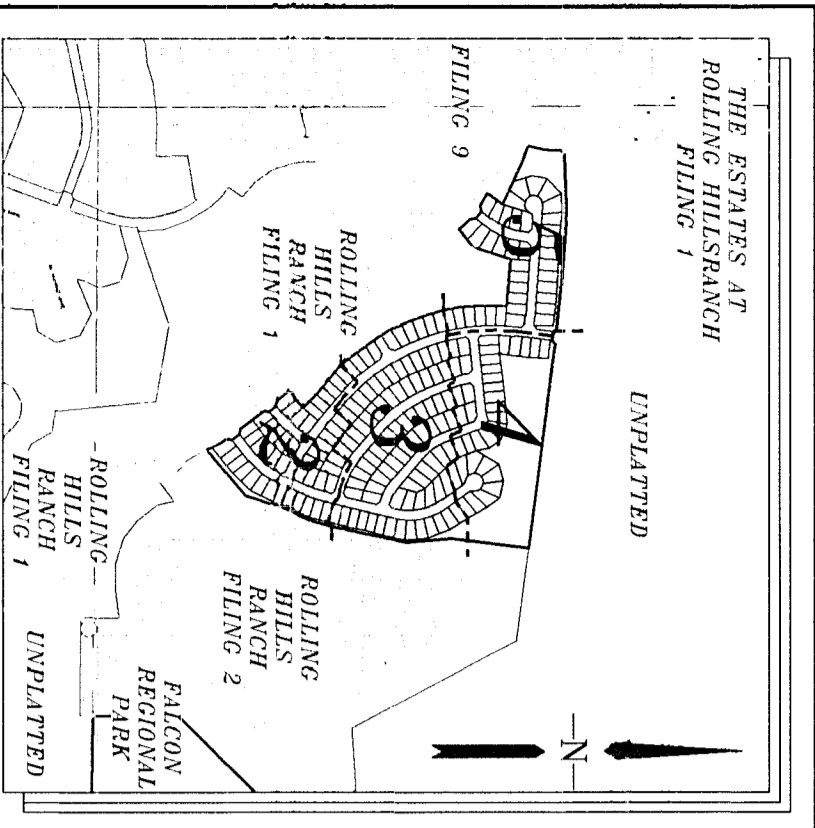 THE ESTATES AT
ROLLING HILLSRANCH
FILING 1
UNPLATTED
FILING 9
4
3
2
ROLLING
HILLS
RANCH
FILING 1
ROLLING
HILLS
RANCH
FILING 2
ROLLING
HILLS
RANCH
FILING 1
FALCON
REGIONAL
PARK
UNPLATTED
N